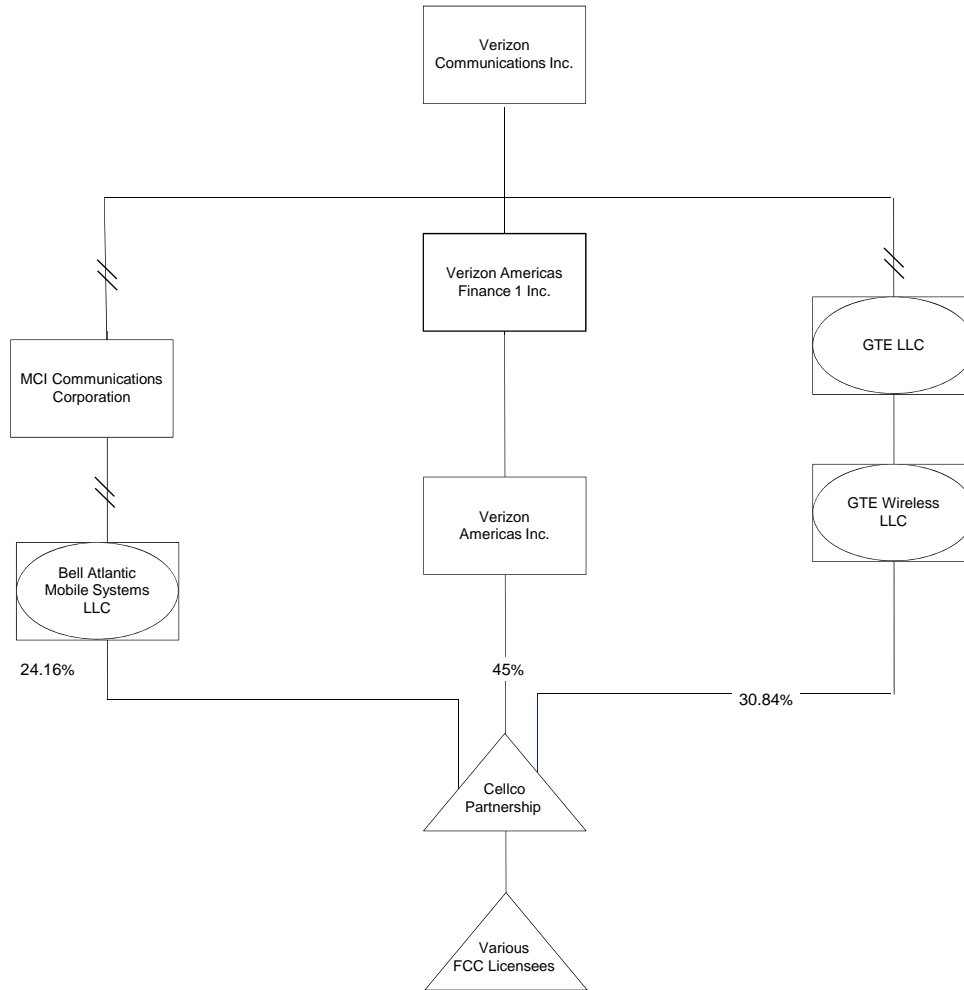 Verizon
Communications Inc.
Verizon Americas
Finance 1 Inc.
GTE LLC
MCI Communications
Corporation
GTE Wireless
LLC
Verizon
Americas Inc.
Bell Atlantic
Mobile Systems
LLC
24.16%
45%
30.84%
Cellco
Partnership
Various
FCC Licensees